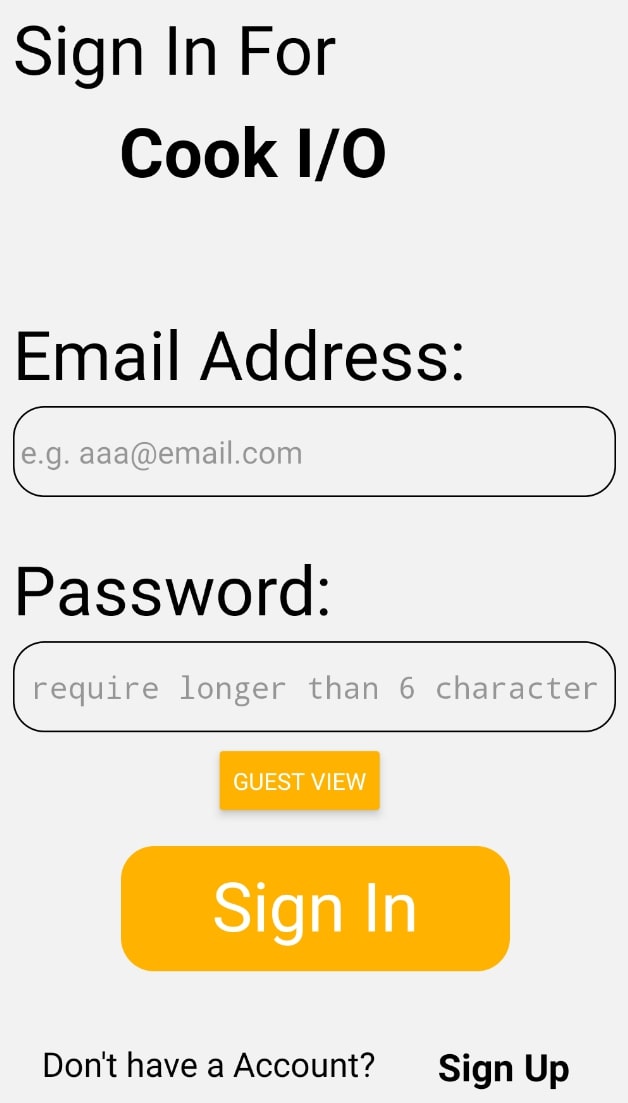 Sign In For
Cook I/O
Email Address:
e.g. aaa@email.com
Password:
require longer than 6 character
GUEST VIEW
Sign In
Don't have a Account? Sign Up